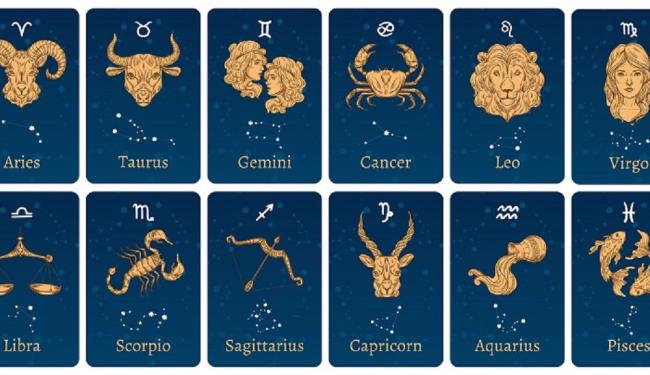 ♈ ♉ ♊ ♋ ♌ ♍
Aries Taurus Gemini Cancer Leo Virgo
♎ ♏ ♐ ♑ ♒ ♓
Libra Scorpio Sagittarius Capricorn Aquarius Pisces